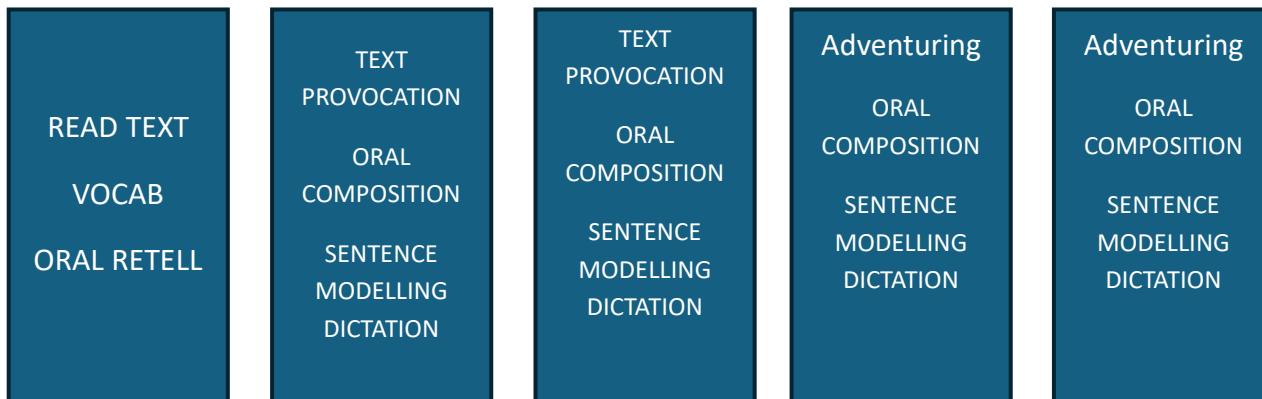 READ TEXT
VOCAB
ORAL RETELL
TEXT
PROVOCATION
ORAL
COMPOSITION
SENTENCE
MODELLING
DICTATION
TEXT
PROVOCATION
ORAL
COMPOSITION
SENTENCE
MODELLING
DICTATION
Adventuring
ORAL
COMPOSITION
SENTENCE
MODELLING
DICTATION
Adventuring
ORAL
COMPOSITION
SENTENCE
MODELLING
DICTATION